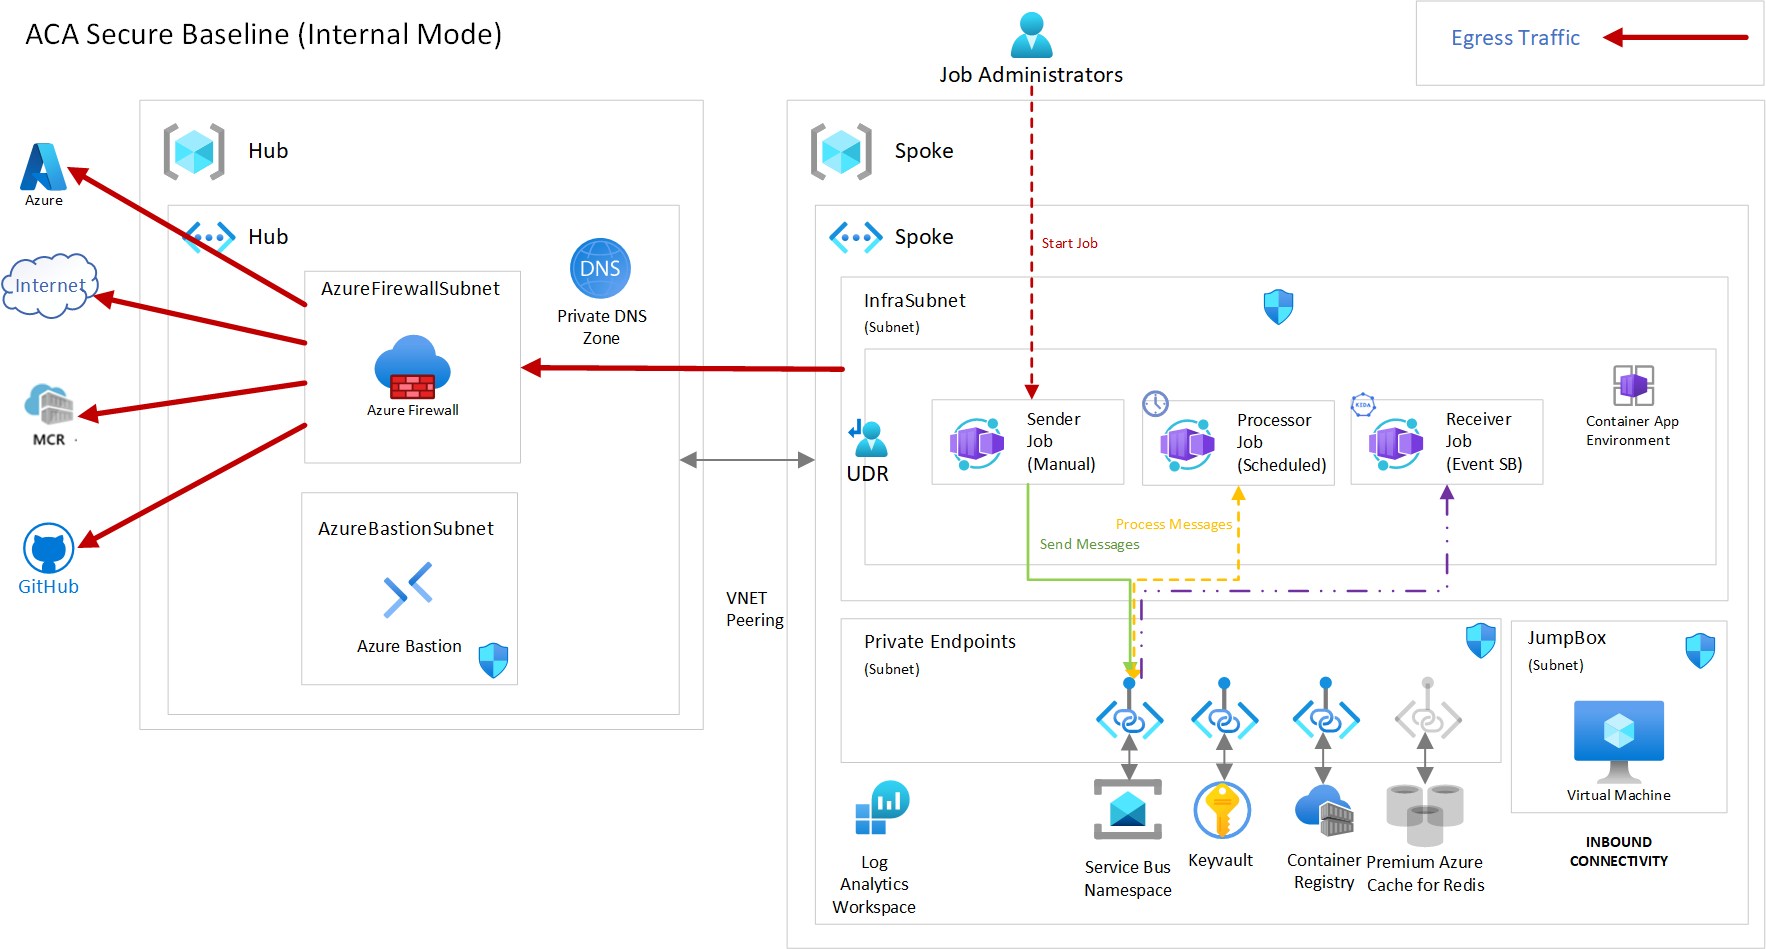 ACA Secure Baseline (Internal Mode)
Job Administrators
Egress Traffic
Hub
Spoke
Azure
Hub
DNS
Private DNS
Zone
Spoke
Start Job
Internet
AzureFirewallSubnet
Azure Firewall
InfraSubnet
(Subnet)
MCR
UDR
Sender
Job
(Manual)
Processor
Job
(Scheduled)
KEDA
Receiver
Job
(Event SB)
Container App
Environment
Process Messages
Send Messages
GitHub
AzureBastionSubnet
Azure Bastion
VNET
Peering
Private Endpoints
(Subnet)
JumpBox
(Subnet)
Virtual Machine
INBOUND
CONNECTIVITY
Log
Analytics
Workspace
Service Bus
Namespace
Keyvault
Container
Registry
Premium Azure
Cache for Redis